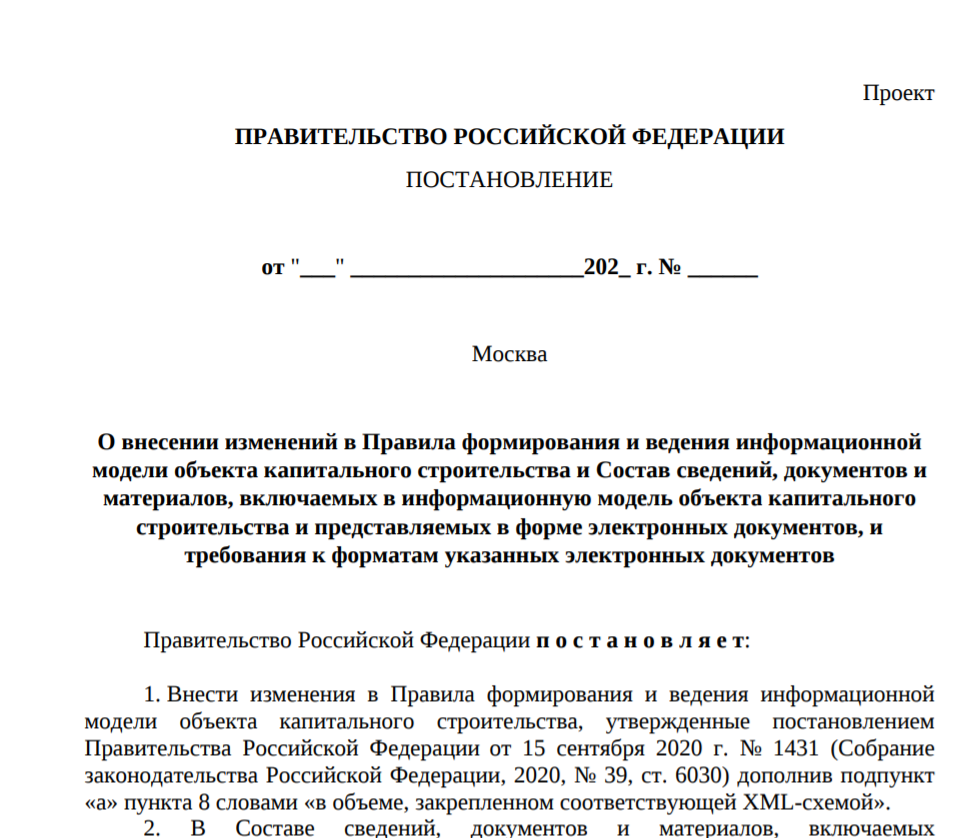 Проект
ПРАВИТЕЛЬСТВО РОССИЙСКОЙ ФЕДЕРАЦИИ
ПОСТАНОВЛЕНИЕ
от "___" ____________________202_ г. № ______
Москва
О внесении изменений в Правила формирования и ведения информационной
модели объекта капитального строительства и Состав сведений, документов и
материалов, включаемых в информационную модель объекта капитального
строительства и представляемых в форме электронных документов, и
требования к форматам указанных электронных документов
Правительство Российской Федерации п о с т а н о в л я е т:
1. Внести изменения в Правила формирования и ведения информационной
модели объекта капитального строительства, утвержденные постановлением
Правительства Российской Федерации от 15 сентября 2020 г. № 1431 (Собрание
законодательства Российской Федерации, 2020, № 39, ст. 6030) дополнив подпункт
«а» пункта 8 словами «в объеме, закрепленном соответствующей XML-схемой».
2. В Составе сведений, документов и материалов, включаемых